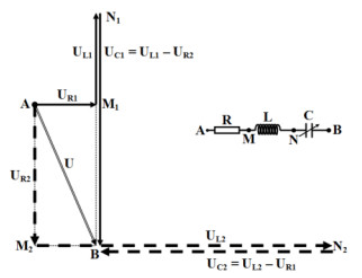 N₁
U_L1 U_C1 = U_L1 – U_R2
A U_R1 M₁
R L C
A M N B
U U_R2
M₂ B U_L2 N₂
U_C2 = U_L2 – U_R1